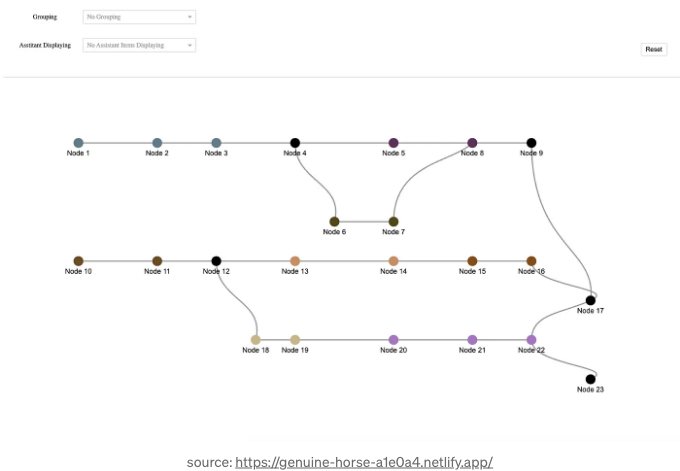 Grouping No Grouping
Asstitant Displaying No Assistant Items Displaying
Reset
Node 1 Node 2 Node 3 Node 4 Node 5 Node 8 Node 9
Node 6 Node 7
Node 10 Node 11 Node 12 Node 13 Node 14 Node 15 Node 16
Node 17
Node 18 Node 19 Node 20 Node 21 Node 22
Node 23
source: https://genuine-horse-a1e0a4.netlify.app/